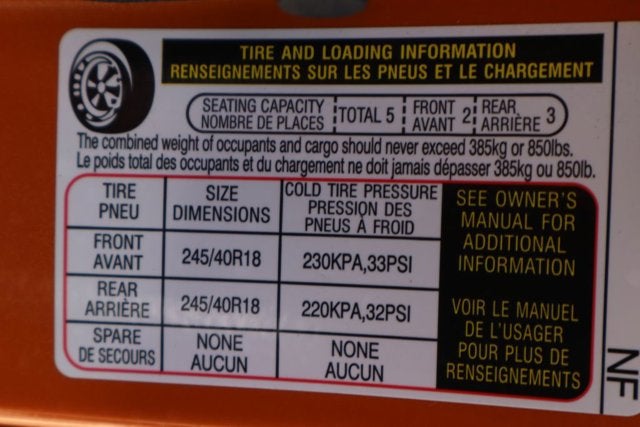 TIRE AND LOADING INFORMATION
RENSEIGNEMENTS SUR LES PNEUS ET LE CHARGEMENT
SEATING CAPACITY TOTAL 5 FRONT 2 REAR 3
NOMBRE DE PLACES AVANT ARRIÈRE
The combined weight of occupants and cargo should never exceed 385kg or 850lbs.
Le poids total des occupants et du chargement ne doit jamais dépasser 385kg ou 850lb.
TIRE SIZE COLD TIRE PRESSURE
PNEU DIMENSIONS PRESSION DES
PNEUS À FROID
FRONT
AVANT 245/40R18 230KPA,33PSI
REAR
ARRIÈRE 245/40R18 220KPA,32PSI
SPARE NONE NONE
DE SECOURS AUCUN AUCUN
SEE OWNER'S
MANUAL FOR
ADDITIONAL
INFORMATION
VOIR LE MANUEL
DE L'USAGER
POUR PLUS DE
RENSEIGNEMENTS
NF